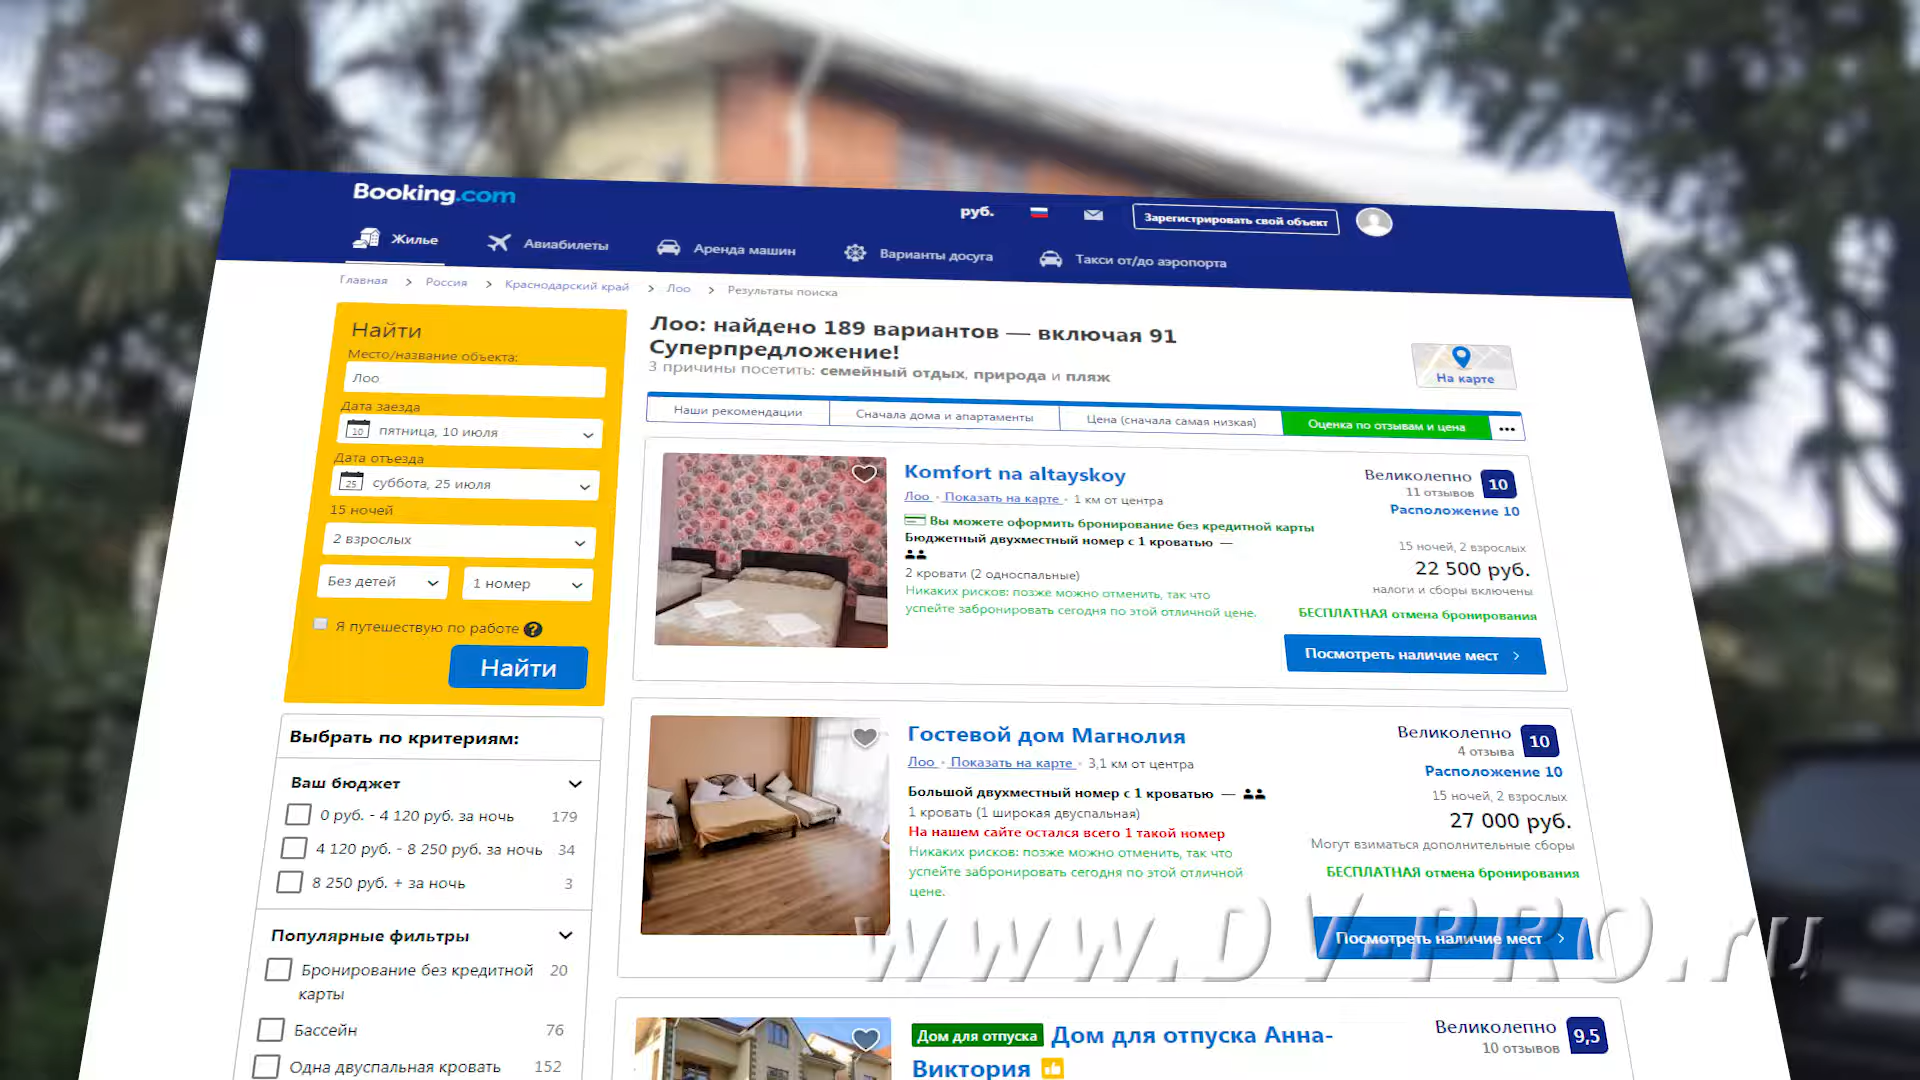 Booking.com
руб.
Зарегистрировать свой объект
Жилье
Авиабилеты
Аренда машин
Варианты досуга
Такси от/до аэропорта
Главная > Россия > Краснодарский край > Лоо > Результаты поиска
Найти
Место/название объекта:
Лоо
Дата заезда
10
пятница, 10 июля
Дата отъезда
25
суббота, 25 июля
15 ночей
2 взрослых
Без детей
1 номер
Я путешествую по работе ?
Найти
Выбрать по критериям:
Ваш бюджет
0 руб. - 4 120 руб. за ночь 179
4 120 руб. - 8 250 руб. за ночь 34
8 250 руб. + за ночь 3
Популярные фильтры
Бронирование без кредитной 20
карты
Бассейн 76
Одна двуспальная кровать 152
Лоо: найдено 189 вариантов — включая 91
Суперпредложение!
3 причины посетить: семейный отдых, природа и пляж
На карте
Наши рекомендации
Сначала дома и апартаменты
Цена (сначала самая низкая)
Оценка по отзывам и цена
•••
Komfort na altayskoy
Лоо - Показать на карте - 1 км от центра
Вы можете оформить бронирование без кредитной карты
Бюджетный двухместный номер с 1 кроватью —
2 кровати (2 односпальные)
Никаких рисков: позже можно отменить, так что
успейте забронировать сегодня по этой отличной цене.
Великолепно 10
11 отзывов
Расположение 10
15 ночей, 2 взрослых
22 500 руб.
налоги и сборы включены
БЕСПЛАТНАЯ отмена бронирования
Посмотреть наличие мест >
Гостевой дом Магнолия
Лоо - Показать на карте - 3,1 км от центра
Большой двухместный номер с 1 кроватью —
1 кровать (1 широкая двуспальная)
На нашем сайте остался всего 1 такой номер
Никаких рисков: позже можно отменить, так что
успейте забронировать сегодня по этой отличной
цене.
Великолепно 10
4 отзыва
Расположение 10
15 ночей, 2 взрослых
27 000 руб.
Могут взиматься дополнительные сборы
БЕСПЛАТНАЯ отмена бронирования
Посмотреть наличие мест >
www.DV-PRO.ru
Дом для отпуска Дом для отпуска Анна-
Виктория
Великолепно 9,5
10 отзывов